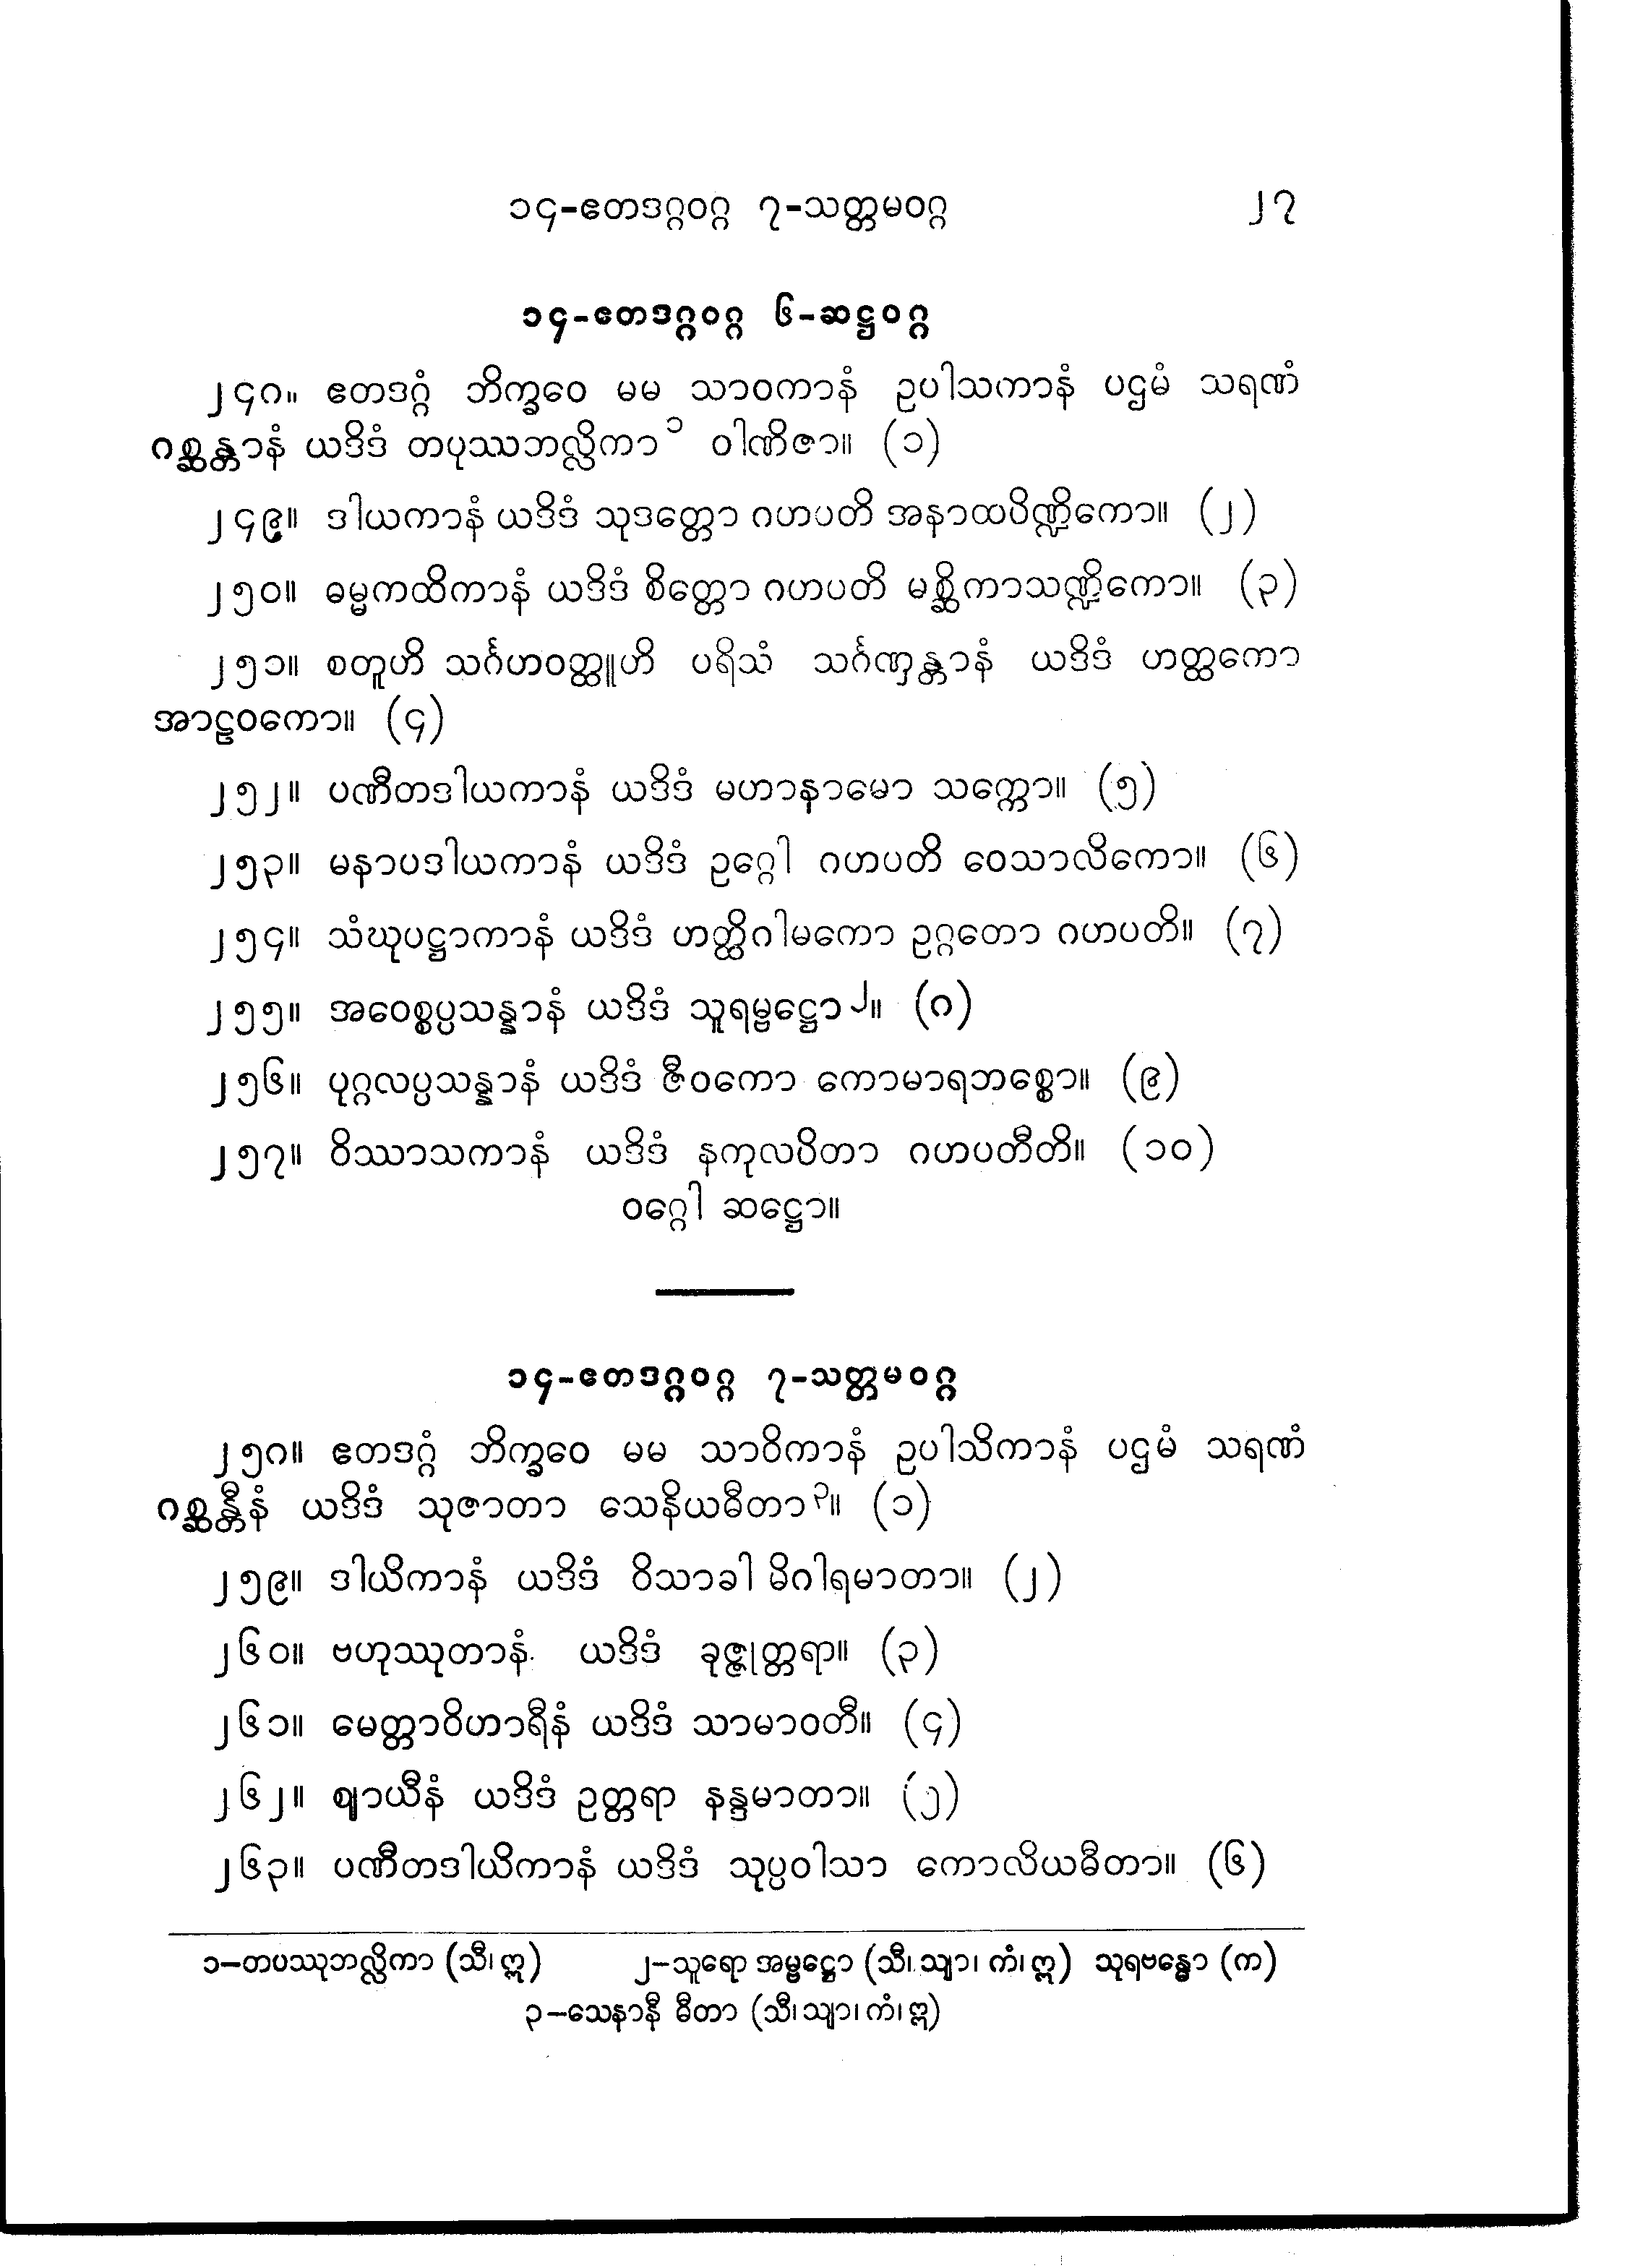 ၁၄-ဧတဒဂ္ဂဝဂ္ဂ ၇-သတ္တမဝဂ္ဂ ၂၇
၁၄-ဧတဒဂ္ဂဝဂ္ဂ ၆-ဆဋ္ဌဝဂ္ဂ
၂၄၈။ ဧတဒဂ္ဂံ ဘိက္ခဝေ မမ သာဝကာနံ ဥပါသကာနံ ပဌမံ သရဏံ
ဂစ္ဆန္တာနံ ယဒိဒံ တပုဿဘလ္လိကာ၁ ဝါဏိဇာ။ (၁)
၂၄၉။ ဒါယကာနံ ယဒိဒံ သုဒတ္တော ဂဟပတိ အနာထပိဏ္ဍိကော။ (၂)
၂၅၀။ ဓမ္မကထိကာနံ ယဒိဒံ စိတ္တော ဂဟပတိ မစ္ဆိကာသဏ္ဍိကော။ (၃)
၂၅၁။ စတူဟိ သင်္ဂဟဝတ္ထူဟိ ပရိသံ သင်္ဂဏှန္တာနံ ယဒိဒံ ဟတ္ထကော
အာဠဝကော။ (၄)
၂၅၂။ ပဏီတဒါယကာနံ ယဒိဒံ မဟာနာမော သက္ကော။ (၅)
၂၅၃။ မနာပဒါယကာနံ ယဒိဒံ ဥဂ္ဂေါ ဂဟပတိ ဝေသာလိကော။ (၆)
၂၅၄။ သံဃုပဋ္ဌာကာနံ ယဒိဒံ ဟတ္ထိဂါမကော ဥဂ္ဂတော ဂဟပတိ။ (၇)
၂၅၅။ အဝေစ္စပ္ပသန္နာနံ ယဒိဒံ သူရမ္ဗဋ္ဌော၂။ (၈)
၂၅၆။ ပုဂ္ဂလပ္ပသန္နာနံ ယဒိဒံ ဇီဝကော ကောမာရဘစ္စော။ (၉)
၂၅၇။ ဝိဿာသကာနံ ယဒိဒံ နကုလပိတာ ဂဟပတီတိ။ (၁၀)
ဝဂ္ဂေါ ဆဋ္ဌော။
၁၄-ဧတဒဂ္ဂဝဂ္ဂ ၇-သတ္တမဝဂ္ဂ
၂၅၈။ ဧတဒဂ္ဂံ ဘိက္ခဝေ မမ သာဝိကာနံ ဥပါသိကာနံ ပဌမံ သရဏံ
ဂစ္ဆန္တီနံ ယဒိဒံ သုဇာတာ သေနိယဓီတာ၃။ (၁)
၂၅၉။ ဒါယိကာနံ ယဒိဒံ ဝိသာခါ မိဂါရမာတာ။ (၂)
၂၆၀။ ဗဟုဿုတာနံ ယဒိဒံ ခုဇ္ဇုတ္တရာ။ (၃)
၂၆၁။ မေတ္တာဝိဟာရီနံ ယဒိဒံ သာမာဝတီ။ (၄)
၂၆၂။ ဈာယီနံ ယဒိဒံ ဥတ္တရာ နန္ဒမာတာ။ (၅)
၂၆၃။ ပဏီတဒါယိကာနံ ယဒိဒံ သုပ္ပဝါသာ ကောလိယဓီတာ။ (၆)
၁–တပဿုဘလ္လိကာ (သီ၊ ဣ) ၂–သူရော အမ္ဗဋ္ဌော (သီ၊ သျာ၊ ကံ၊ ဣ) သုရဗန္ဓော (က)
၃–သေနာနီ ဓီတာ (သီ၊ သျာ၊ ကံ၊ ဣ)